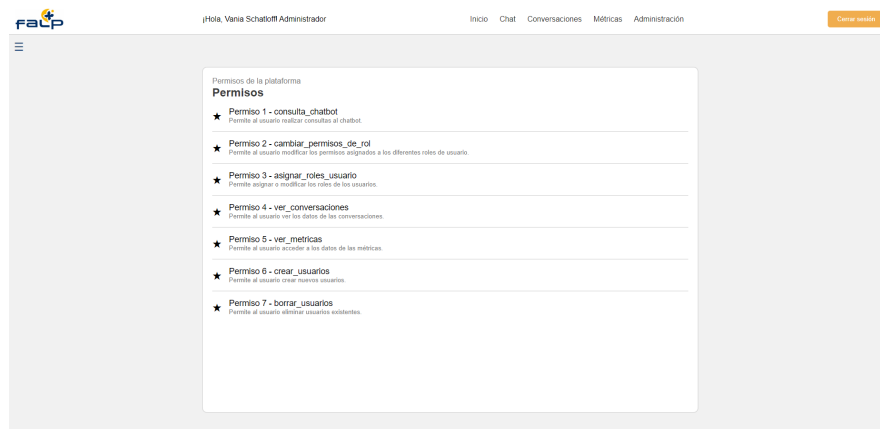 falp
¡Hola, Vania Schatloff! Administrador
Inicio Chat Conversaciones Métricas Administración
Cerrar sesión
Permisos de la plataforma
Permisos
Permiso 1 - consulta_chatbot
Permite al usuario realizar consultas al chatbot.
Permiso 2 - cambiar_permisos_de_rol
Permite al usuario modificar los permisos asignados a los diferentes roles de usuario.
Permiso 3 - asignar_roles_usuario
Permite asignar o modificar los roles de los usuarios.
Permiso 4 - ver_conversaciones
Permite al usuario ver los datos de las conversaciones.
Permiso 5 - ver_metricas
Permite al usuario acceder a los datos de las métricas.
Permiso 6 - crear_usuarios
Permite al usuario crear nuevos usuarios.
Permiso 7 - borrar_usuarios
Permite al usuario eliminar usuarios existentes.